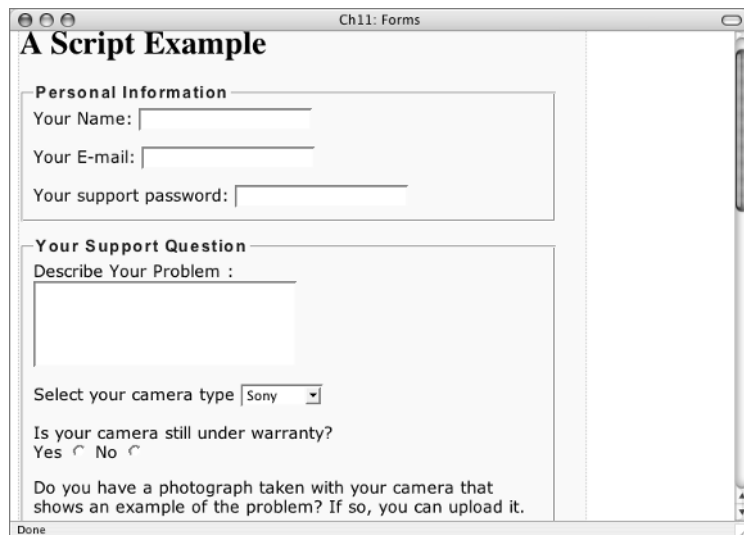 Ch11: Forms
A Script Example
Personal Information
Your Name:
Your E-mail:
Your support password:
Your Support Question
Describe Your Problem :
Select your camera type Sony
Is your camera still under warranty?
Yes No
Do you have a photograph taken with your camera that
shows an example of the problem? If so, you can upload it.
Done